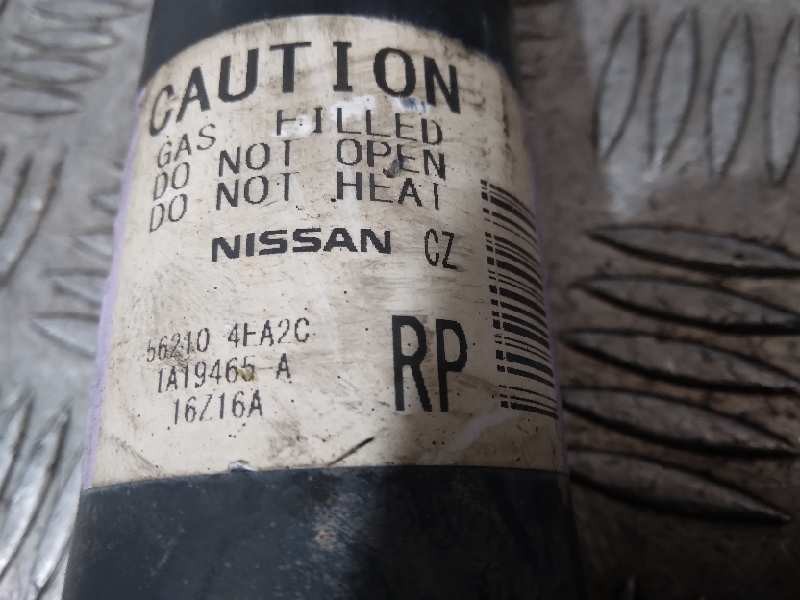 CAUTION
GAS FILLED
DO NOT OPEN
DO NOT HEAT
NISSAN CZ
56210 4EA2C
1A19465-A
RP
16Z16A